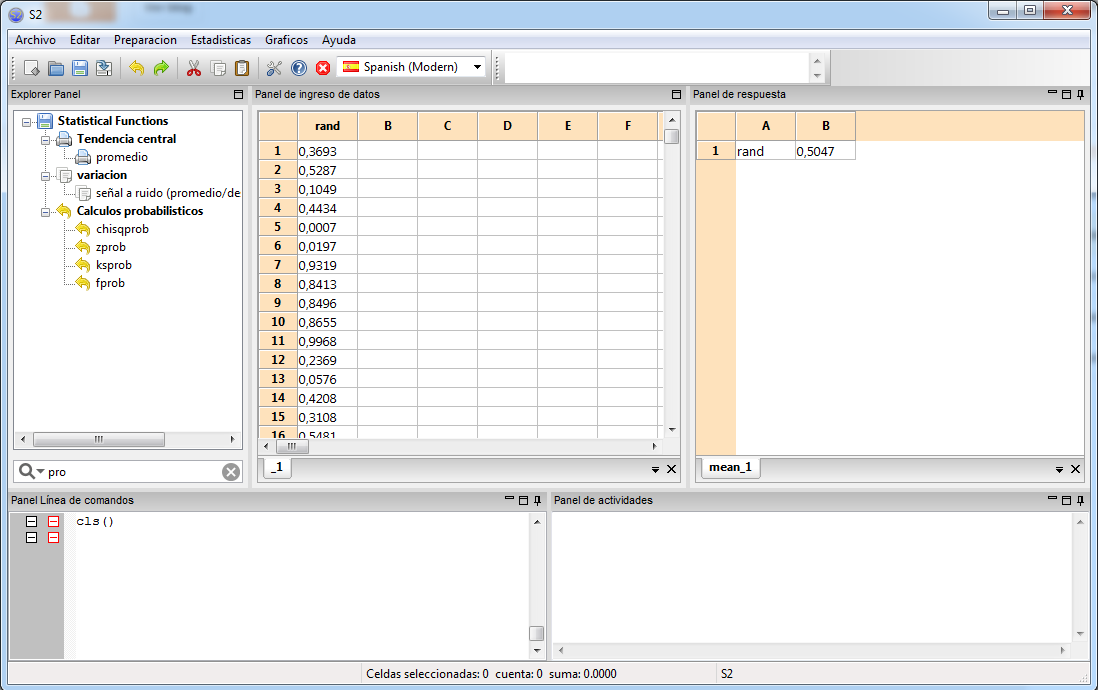 S2
Archivo Editar Preparacion Estadisticas Graficos Ayuda
Spanish (Modern)
Explorer Panel
Statistical Functions
Tendencia central
promedio
variacion
señal a ruido (promedio/de
Calculos probabilisticos
chisqprob
zprob
ksprob
fprob
pro
Panel de ingreso de datos
rand B C D E F
1 0,3693
2 0,5287
3 0,1049
4 0,4434
5 0,0007
6 0,0197
7 0,9319
8 0,8413
9 0,8496
10 0,8655
11 0,9968
12 0,2369
13 0,0576
14 0,4208
15 0,3108
16 0,5481
_1
Panel de respuesta
A B
1 rand 0,5047
mean_1
Panel Línea de comandos
cls()
Panel de actividades
Celdas seleccionadas: 0 cuenta: 0 suma: 0.0000
S2